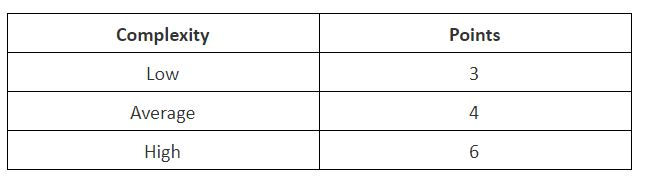 Complexity Points
Low 3
Average 4
High 6